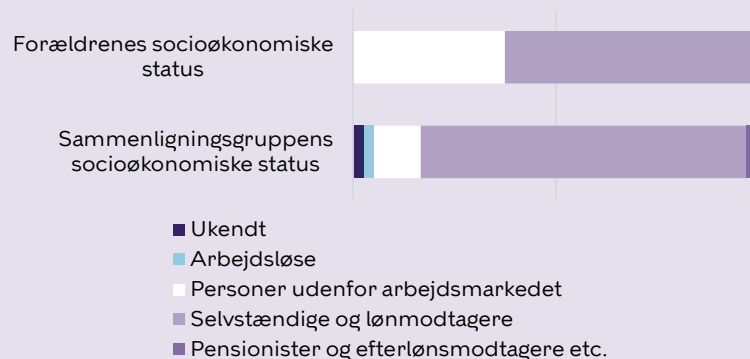 Forældrenes socioøkonomiske
status
Sammenligningsgruppens
socioøkonomiske status
Ukendt
Arbejdsløse
Personer udenfor arbejdsmarkedet
Selvstændige og lønmodtagere
Pensionister og efterlønsmodtagere etc.